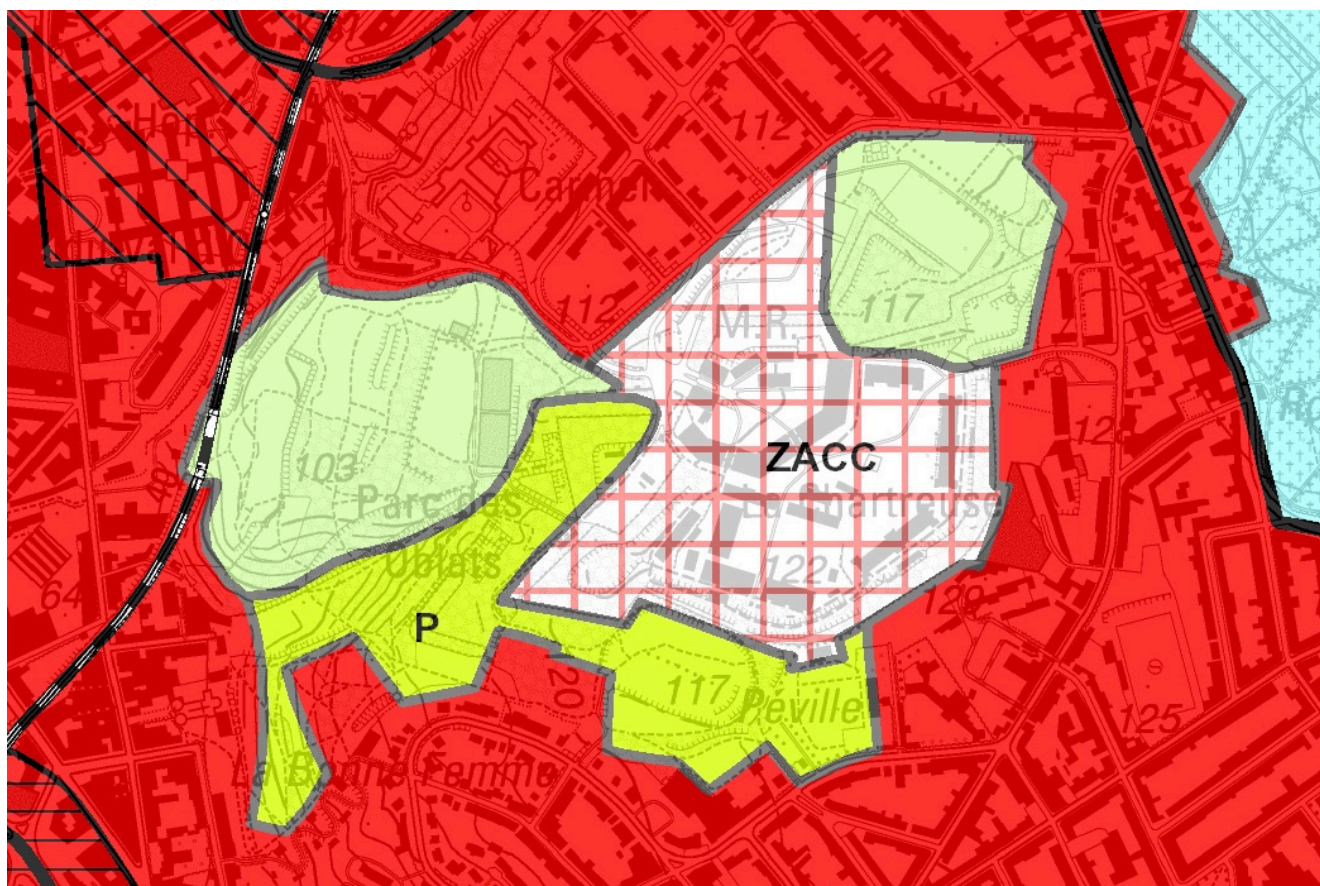 112
Carmel
112
117
M.R.
ZACC
103
Parc des
Oblats
La Chartreuse
122
P
64
120
20
117
Péville
125
La Bonne Femme